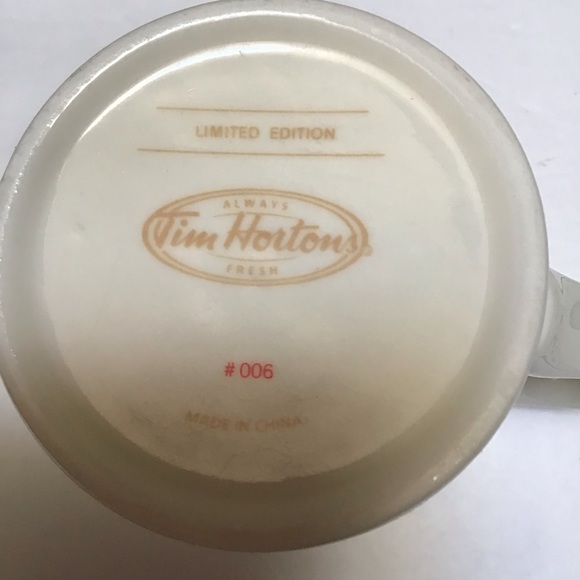 LIMITED EDITION
ALWAYS
Tim Hortons®
FRESH
# 006
MADE IN CHINA